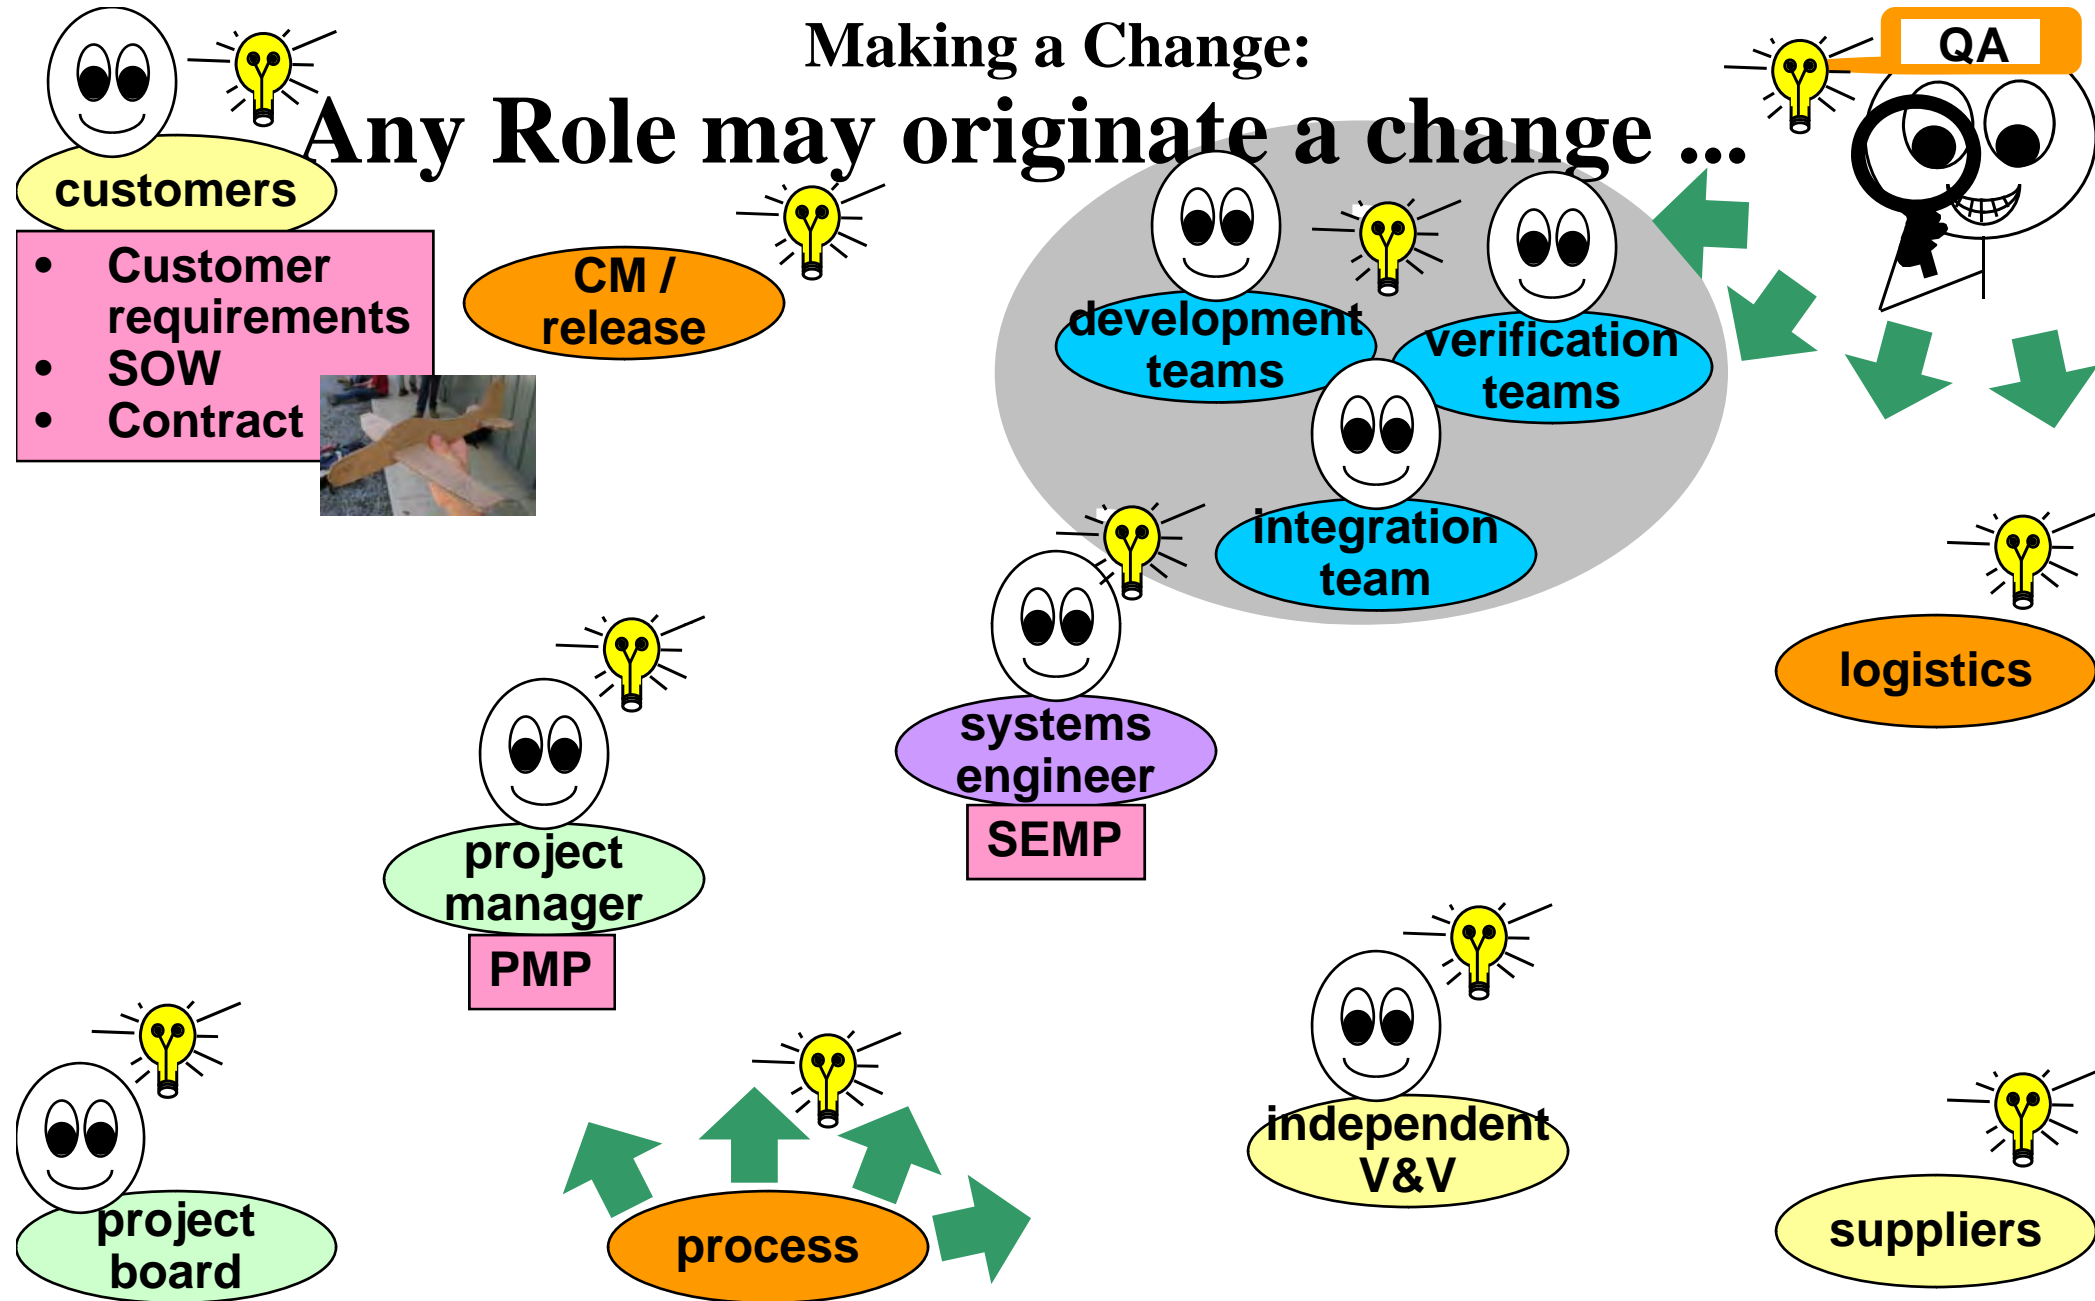 Making a Change:
Any Role may originate a change ...
QA
customers
• Customer
requirements
• SOW
• Contract
CM /
release
development
teams
verification
teams
integration
team
logistics
systems
engineer
SEMP
project
manager
PMP
independent
V&V
project
board
process
suppliers